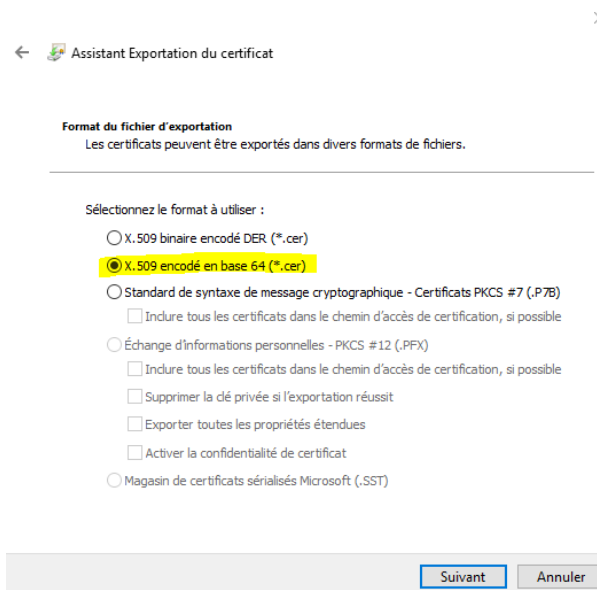 Assistant Exportation du certificat
Format du fichier d'exportation
Les certificats peuvent être exportés dans divers formats de fichiers.
Sélectionnez le format à utiliser :
X.509 binaire encodé DER (*.cer)
X.509 encodé en base 64 (*.cer)
Standard de syntaxe de message cryptographique - Certificats PKCS #7 (.P7B)
Inclure tous les certificats dans le chemin d'accès de certification, si possible
Échange d'informations personnelles - PKCS #12 (.PFX)
Inclure tous les certificats dans le chemin d'accès de certification, si possible
Supprimer la clé privée si l'exportation réussit
Exporter toutes les propriétés étendues
Activer la confidentialité de certificat
Magasin de certificats sérialisés Microsoft (.SST)
Suivant Annuler